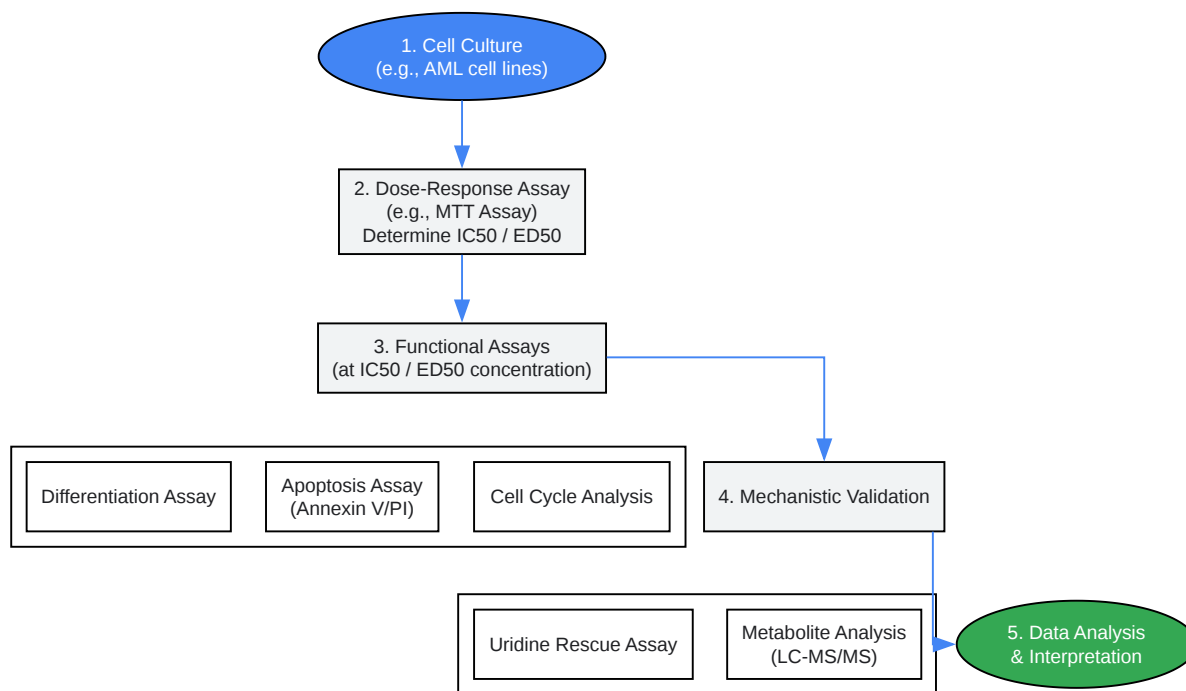 1. Cell Culture
(e.g., AML cell lines)
2. Dose-Response Assay
(e.g., MTT Assay)
Determine IC50 / ED50
3. Functional Assays
(at IC50 / ED50 concentration)
Differentiation Assay
Apoptosis Assay
(Annexin V/PI)
Cell Cycle Analysis
4. Mechanistic Validation
Uridine Rescue Assay
Metabolite Analysis
(LC-MS/MS)
5. Data Analysis
& Interpretation